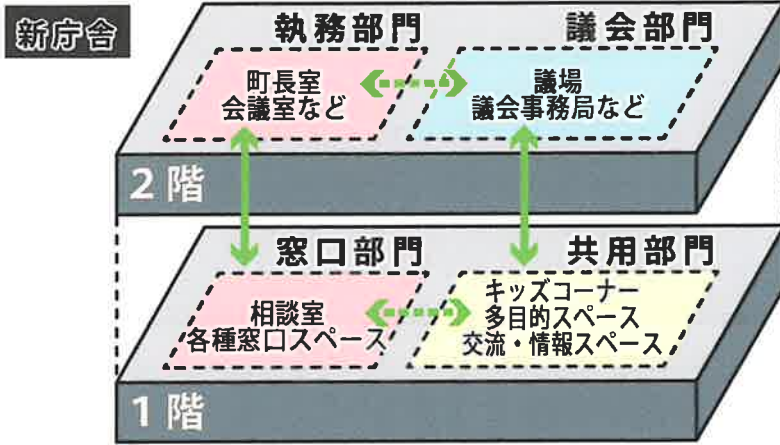 新庁舎
執務部門
議会部門
町長室
会議室など
議場
議会事務局など
2階
窓口部門
共用部門
相談室
各種窓口スペース
キッズコーナー
多目的スペース
交流・情報スペース
1階